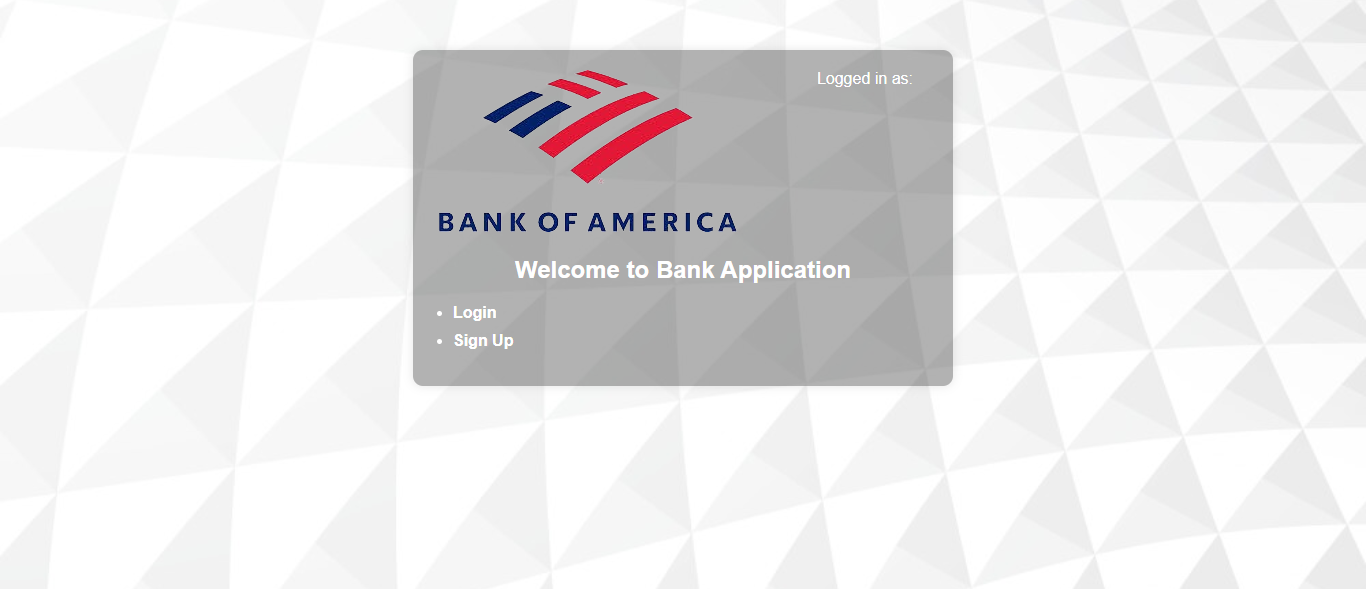 Logged in as:
BANK OF AMERICA
Welcome to Bank Application
Login
Sign Up